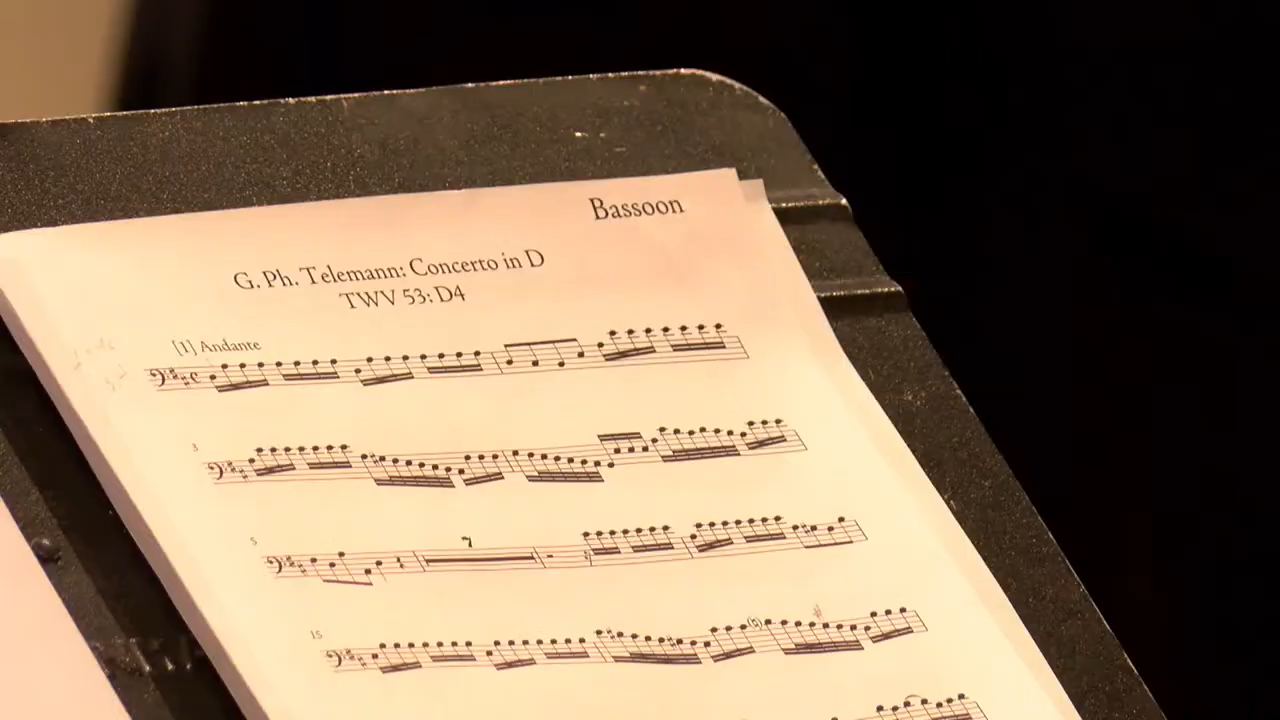 Bassoon
G. Ph. Telemann: Concerto in D
TWV 53: D4
[1] Andante
3
5
7
15